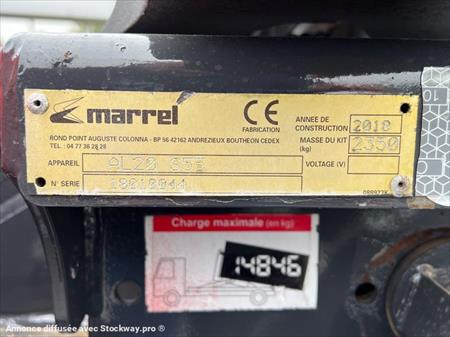 marrel
CE
FABRICATION
ROND POINT AUGUSTE COLONNA - BP 56 42162 ANDREZIEUX BOUTHEON CEDEX
TEL. : 04 77 36 28 28
ANNEE DE CONSTRUCTION 2018
MASSE DU KIT (kg) 2350
VOLTAGE (V)
APPAREIL AL20 S55
N° SERIE 18010044
Charge maximale (en kg)
14846
Annonce diffusée avec Stockway.pro ®